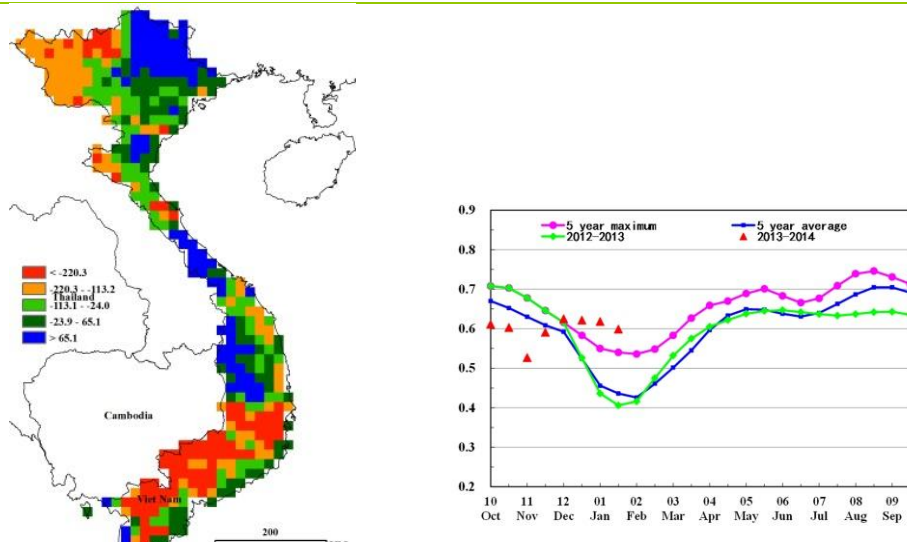 < -220.3
-220.3 - -113.2
Thailand
-113.1 - -24.0
-23.9 - 65.1
> 65.1
Cambodia
Viet Nam
200
0.9
0.8
0.7
0.6
0.5
0.4
0.3
0.2
5 year maximum
5 year average
2012-2013
2013-2014
10 11 12 01 02 03 04 05 06 07 08 09
Oct Nov Dec Jan Feb Mar Apr May Jun Jul Aug Sep